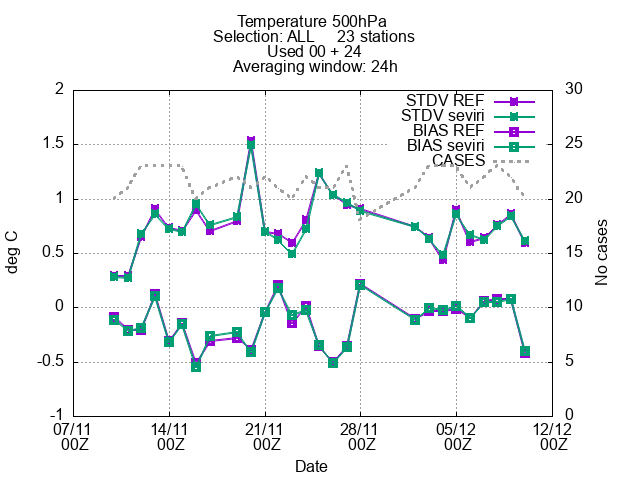 Temperature 500hPa
Selection: ALL     23 stations
Used 00 + 24
Averaging window: 24h
2
1.5
1
0.5
0
-0.5
-1
deg C
30
25
20
15
10
5
0
No cases
STDV REF
STDV seviri
BIAS REF
BIAS seviri
CASES
07/11 14/11 21/11 28/11 05/12 12/12
00Z 00Z 00Z 00Z 00Z 00Z
Date